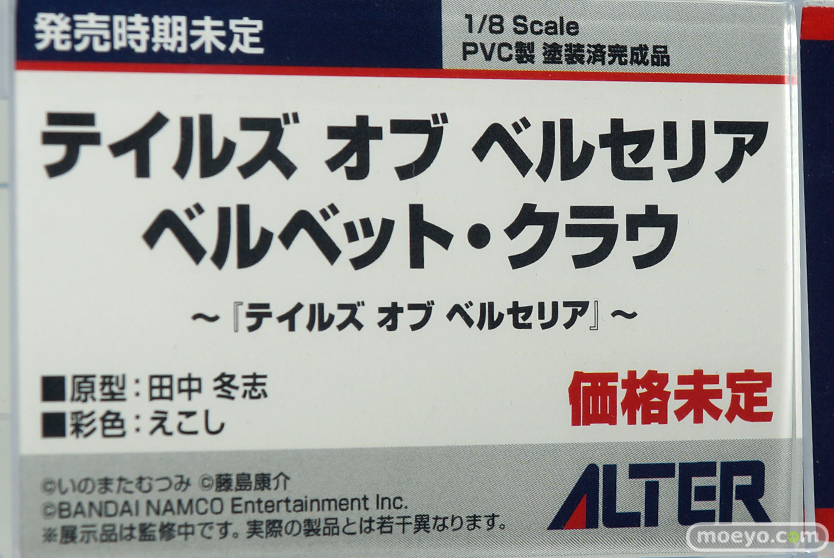 発売時期未定
1/8 Scale
PVC製 塗装済完成品
テイルズ オブ ベルセリア
ベルベット・クラウ
～『テイルズ オブ ベルセリア』～
■原型：田中 冬志
■彩色：えこし
価格未定
©いのまたむつみ ©藤島康介
©BANDAI NAMCO Entertainment Inc.
※展示品は監修中です。実際の製品とは若干異なります。
ALTER
moeyo.com